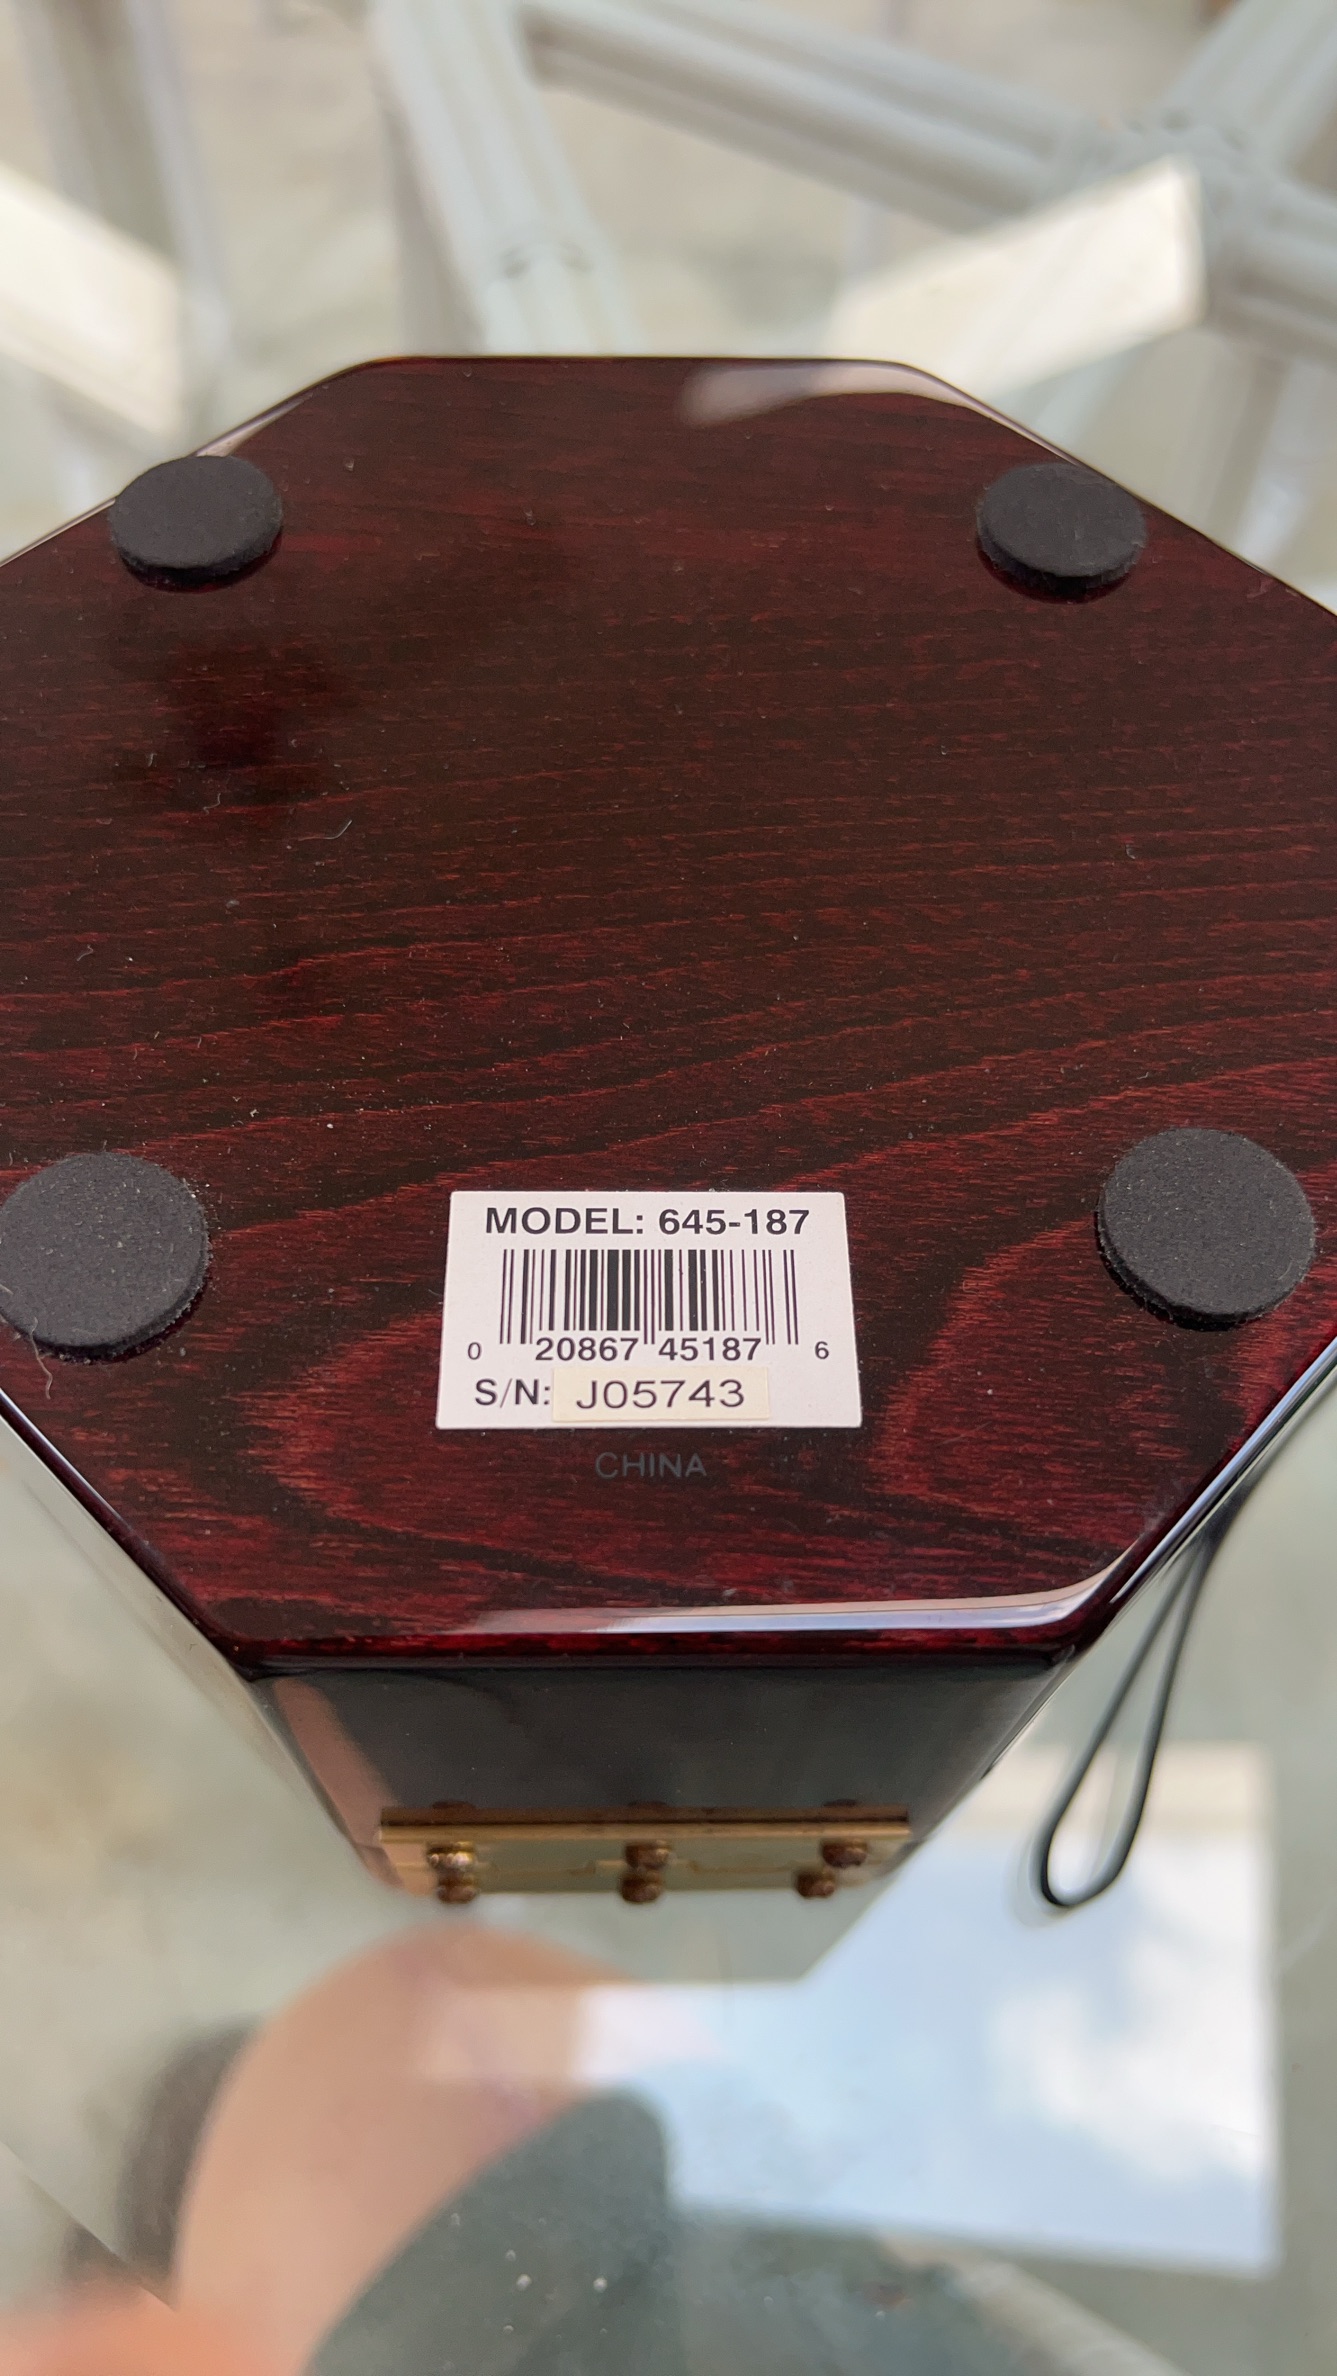 MODEL: 645-187
0 20867 45187 6
S/N: J05743
CHINA